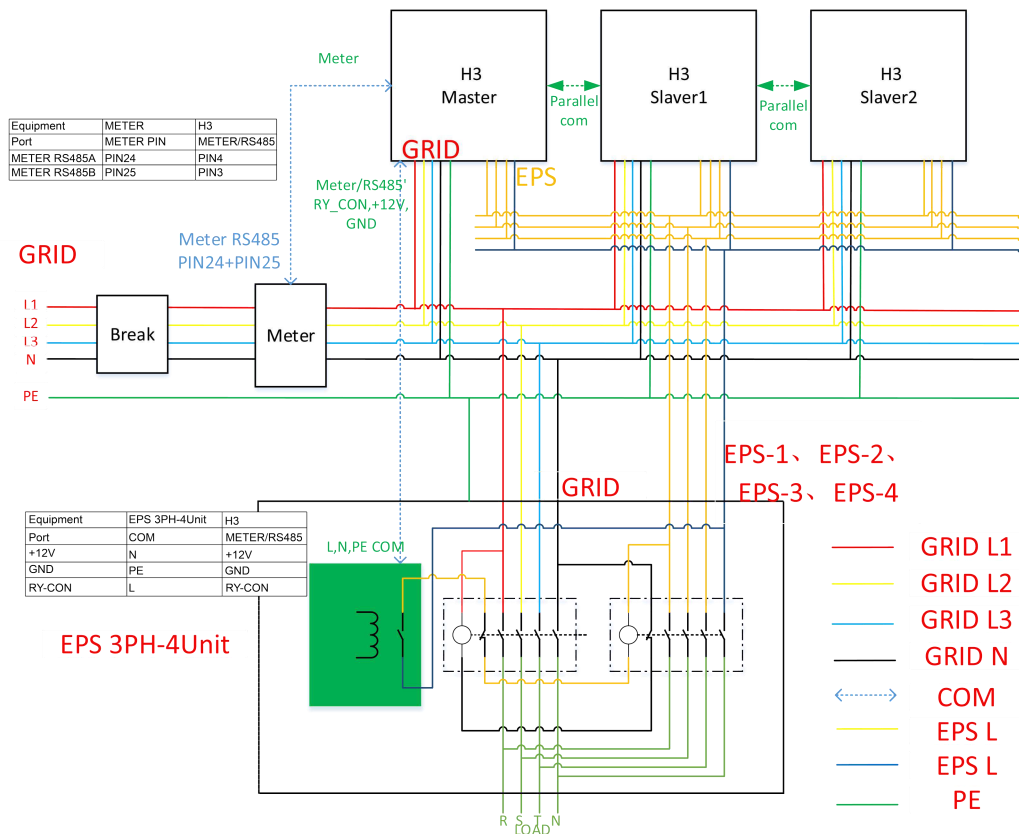 H3
Master
H3
Slaver1
H3
Slaver2
Meter
Parallel
com
Parallel
com
Equipment METER H3
Port METER PIN METER/RS485
METER RS485A PIN24 PIN4
METER RS485B PIN25 PIN3
GRID
EPS
Meter/RS485'
RY_CON,+12V,
GND
Meter RS485
PIN24+PIN25
GRID
L1
L2
L3
N
PE
Break
Meter
EPS-1、 EPS-2、
EPS-3、 EPS-4
GRID
Equipment EPS 3PH-4Unit H3
Port COM METER/RS485
+12V N +12V
GND PE GND
RY-CON L RY-CON
L,N,PE COM
EPS 3PH-4Unit
GRID L1
GRID L2
GRID L3
GRID N
COM
EPS L
EPS L
PE
R S T N
LOAD